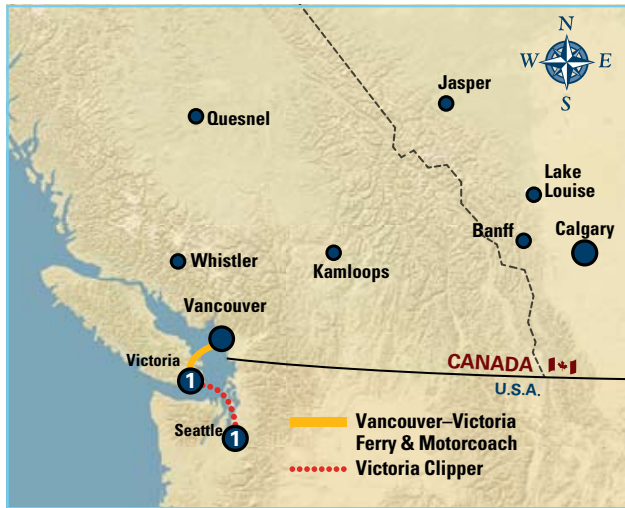 N
W E
S
Jasper
Quesnel
Lake
Louise
Banff
Calgary
Whistler
Kamloops
Vancouver
Victoria
1
CANADA
U.S.A.
Seattle
1
Vancouver–Victoria
Ferry & Motorcoach
Victoria Clipper